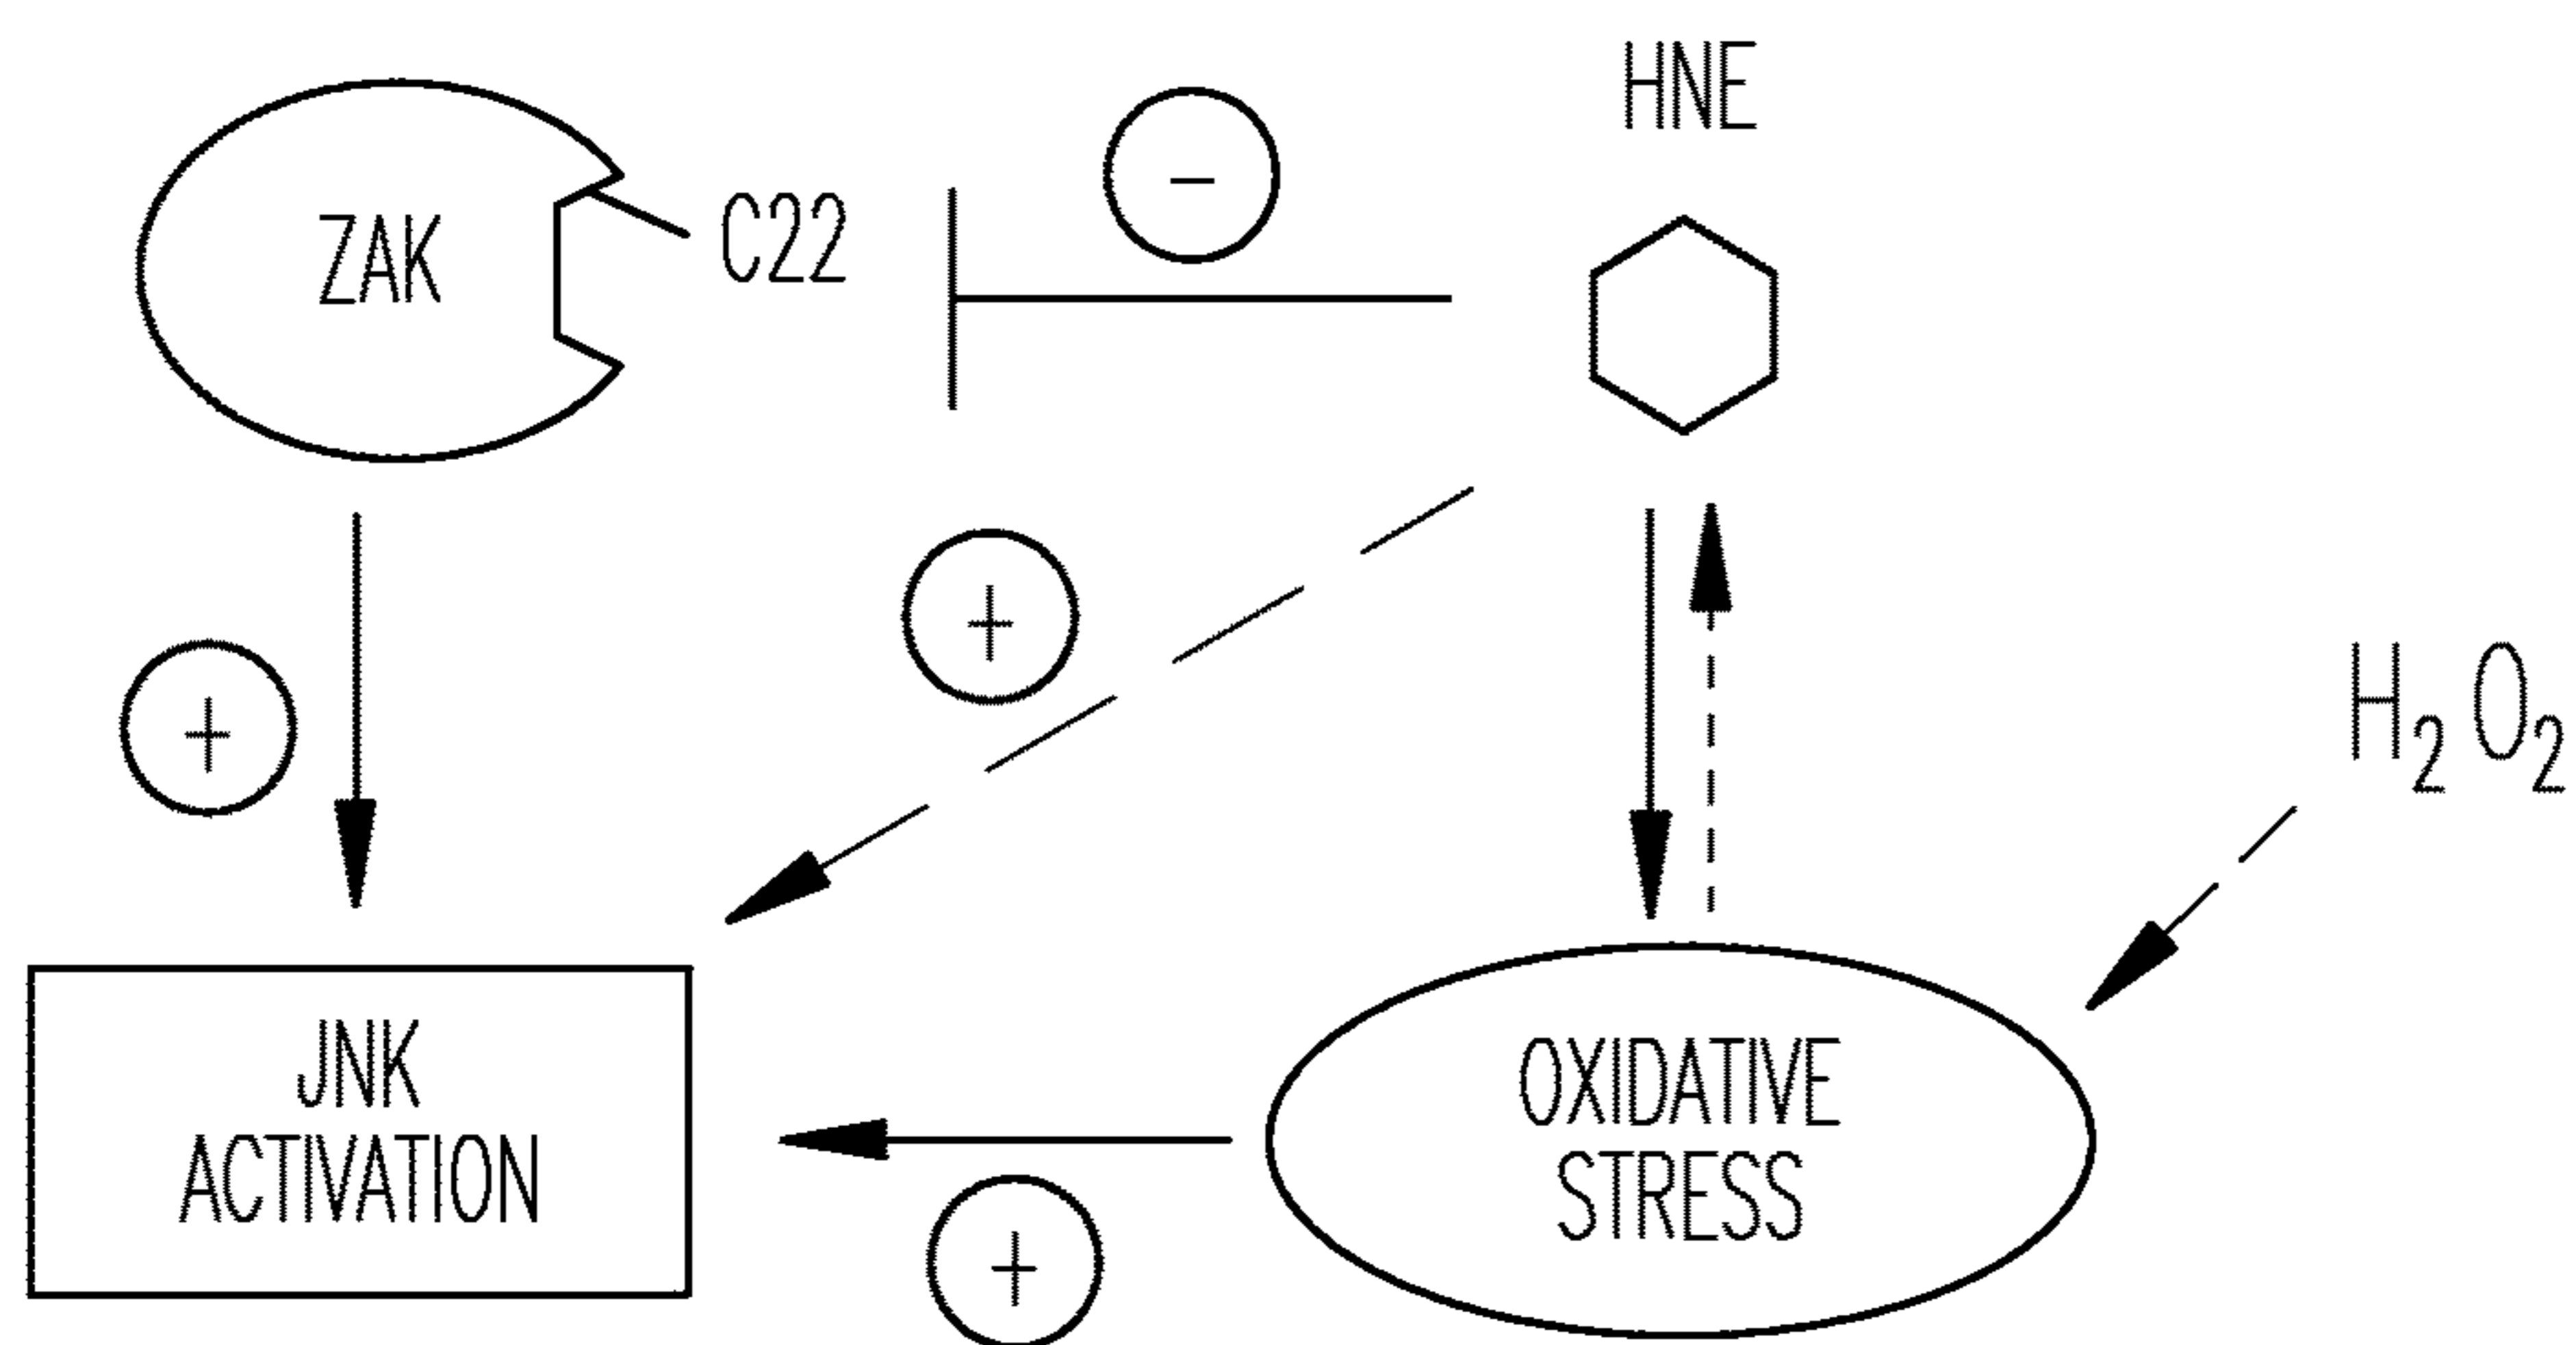 HNE
ZAK
C22
−
+
+
H2O2
JNK
ACTIVATION
OXIDATIVE
STRESS
+